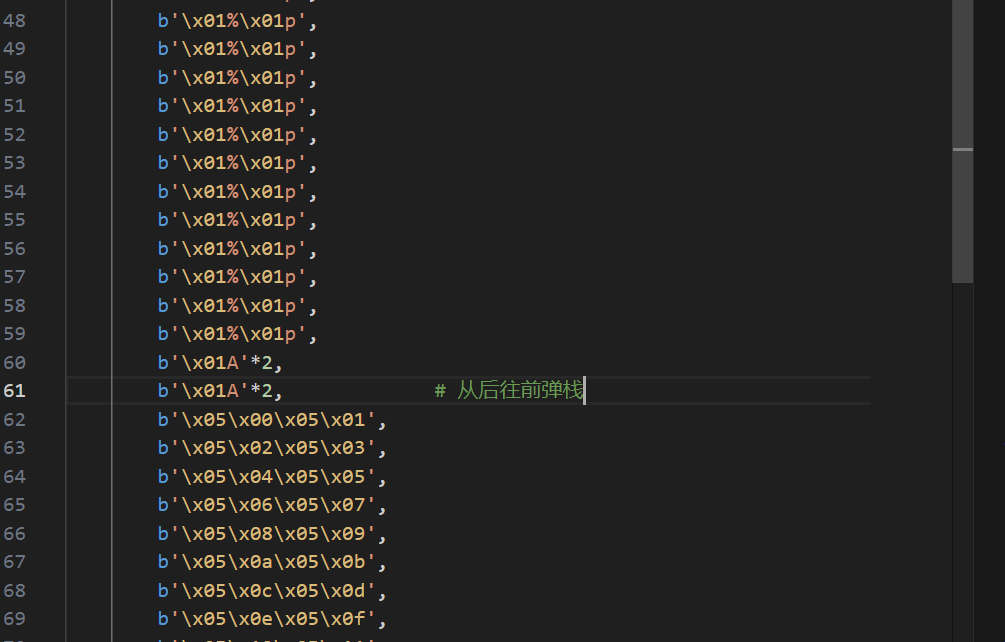 48 b'\x01%\x01p',
49 b'\x01%\x01p',
50 b'\x01%\x01p',
51 b'\x01%\x01p',
52 b'\x01%\x01p',
53 b'\x01%\x01p',
54 b'\x01%\x01p',
55 b'\x01%\x01p',
56 b'\x01%\x01p',
57 b'\x01%\x01p',
58 b'\x01%\x01p',
59 b'\x01%\x01p',
60 b'\x01A'*2,
61 b'\x01A'*2, # 从后往前弹栈
62 b'\x05\x00\x05\x01',
63 b'\x05\x02\x05\x03',
64 b'\x05\x04\x05\x05',
65 b'\x05\x06\x05\x07',
66 b'\x05\x08\x05\x09',
67 b'\x05\x0a\x05\x0b',
68 b'\x05\x0c\x05\x0d',
69 b'\x05\x0e\x05\x0f',